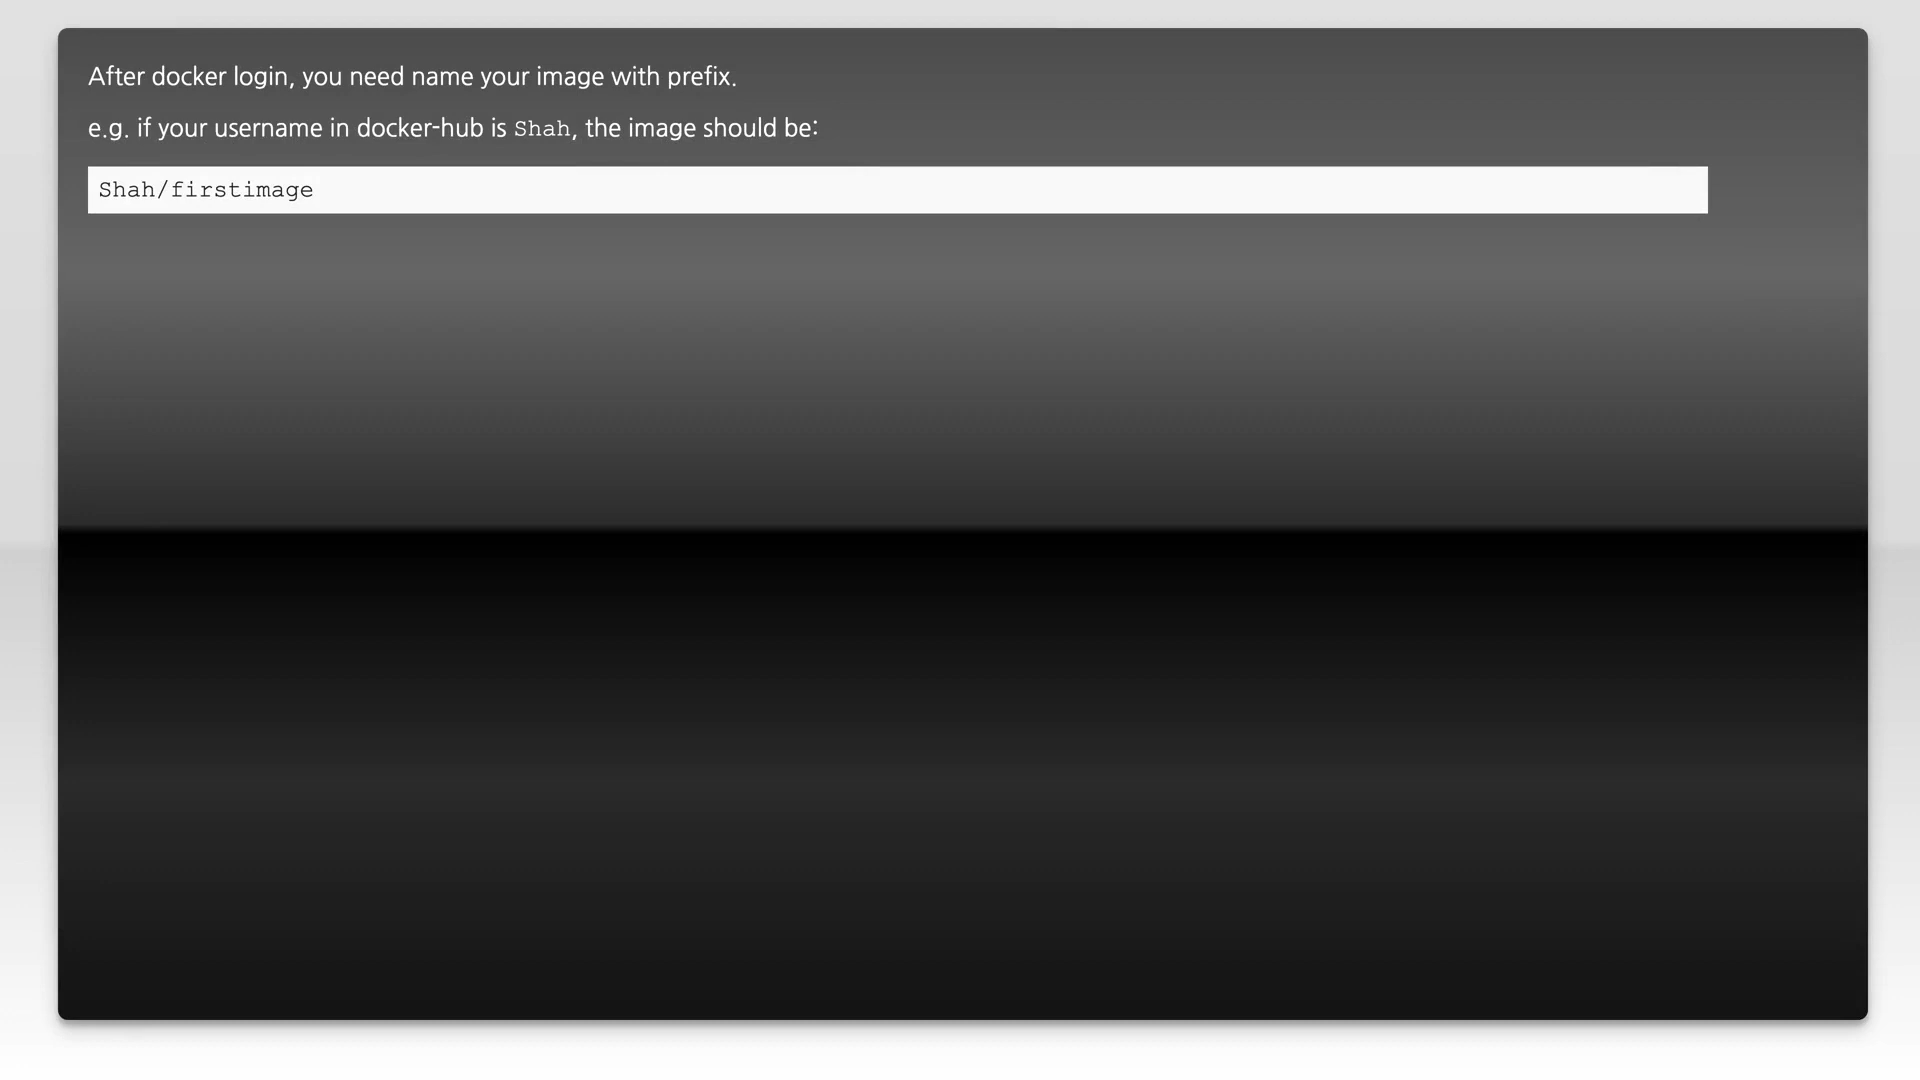 After docker login, you need name your image with prefix.
e.g. if your username in docker-hub is Shah, the image should be:
Shah/firstimage